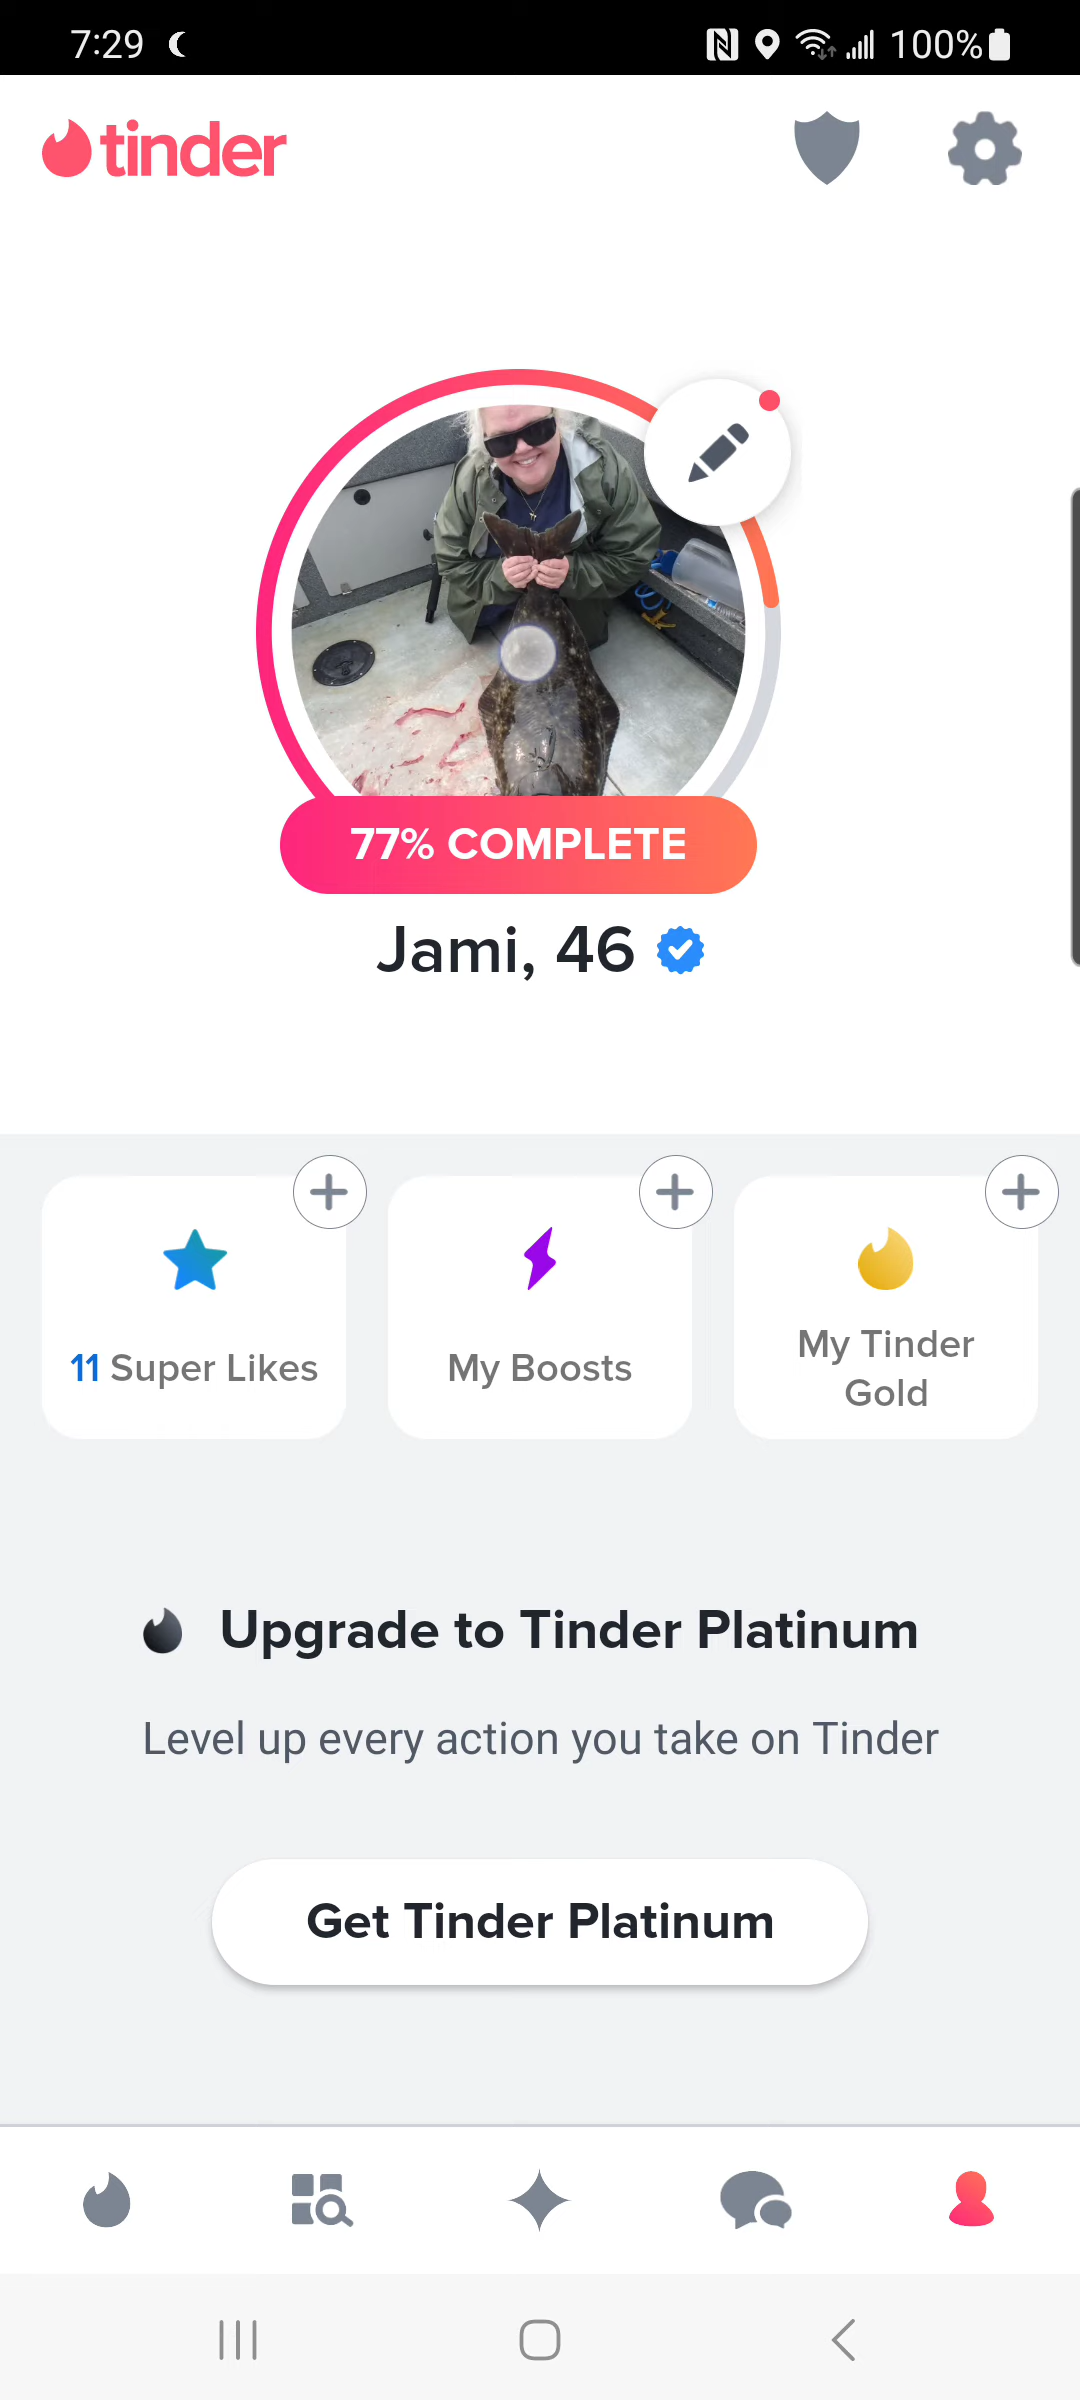 7:29
100%
tinder
77% COMPLETE
Jami, 46
11 Super Likes
My Boosts
My Tinder
Gold
Upgrade to Tinder Platinum
Level up every action you take on Tinder
Get Tinder Platinum